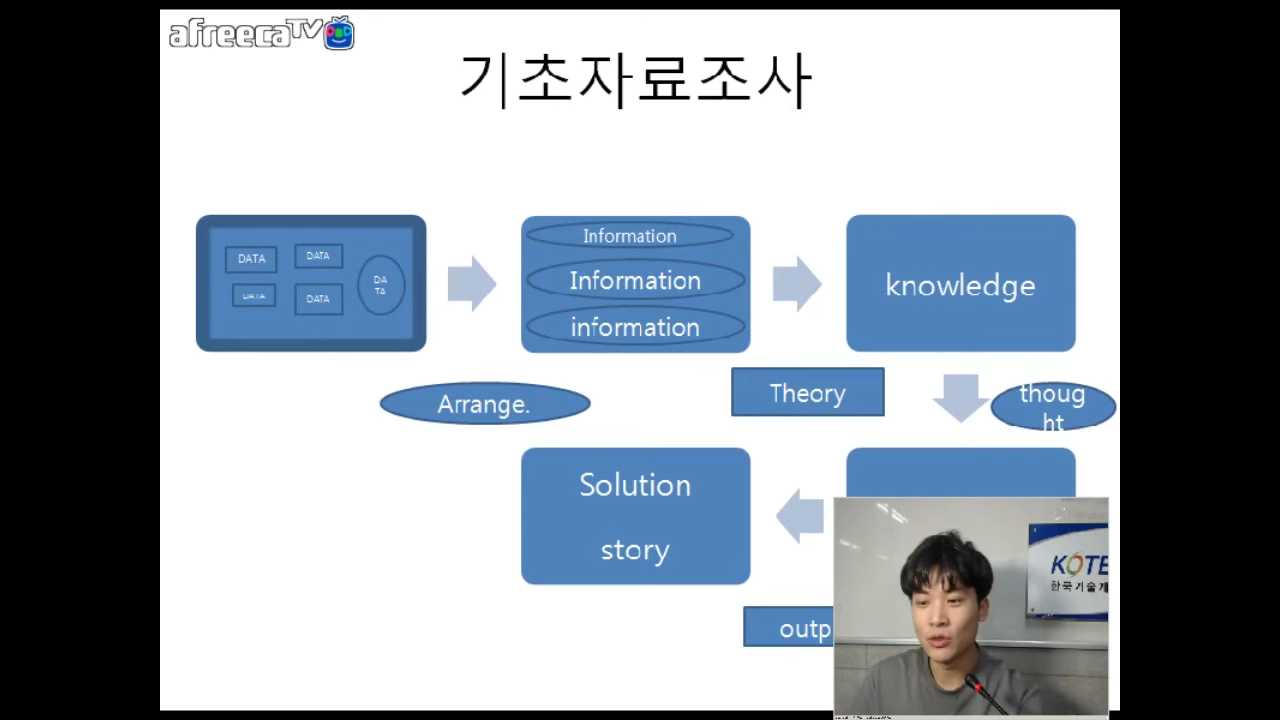 afreecaTV
기초자료조사
DATA
DATA
DATA
DATA
DA
TA
Information
Information
information
knowledge
Arrange.
Theory
thoug
ht
Solution
story
outp
KOTE
한국기술개